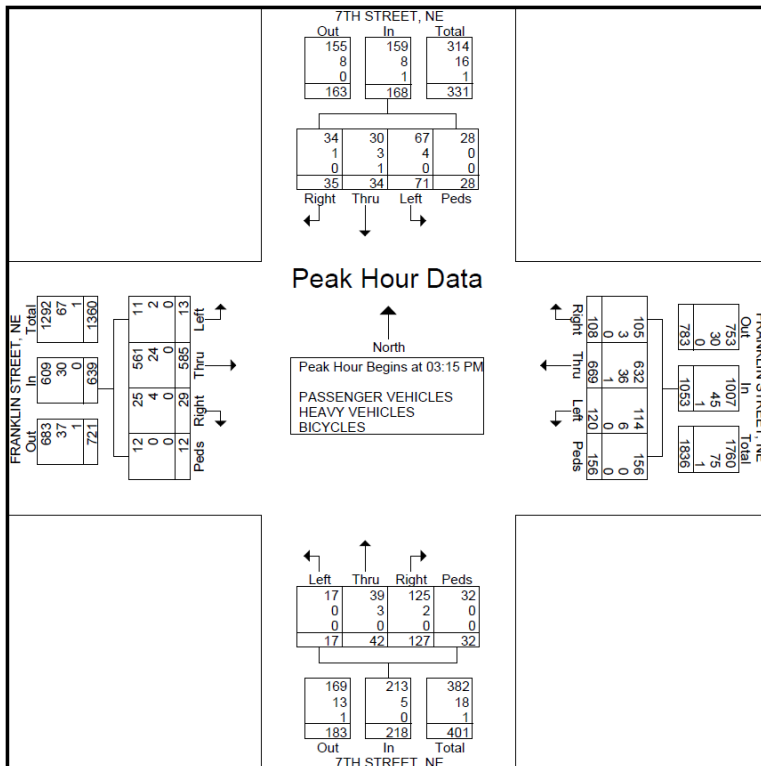 7TH STREET, NE
Out In Total
155 159 314
8 8 16
0 1 1
163 168 331
34 30 67 28
1 3 4 0
0 1 0 0
35 34 71 28
Right Thru Left Peds
Peak Hour Data
North
Peak Hour Begins at 03:15 PM
PASSENGER VEHICLES
HEAVY VEHICLES
BICYCLES
FRANKLIN STREET, NE
Out In Total
683 609 1292
37 30 67
1 0 1
721 639 1360
Peds Right Thru Left
12 25 561 11
0 4 24 2
0 0 0 0
12 29 585 13
FRANKLIN STREET, NE
Out In Total
753 1007 1760
30 45 75
0 1 1
783 1053 1836
105 632 114 156
3 36 6 0
0 1 0 0
108 669 120 156
Right Thru Left Peds
Left Thru Right Peds
17 39 125 32
0 3 2 0
0 0 0 0
17 42 127 32
169 213 382
13 5 18
1 0 1
183 218 401
Out In Total
7TH STREET, NE